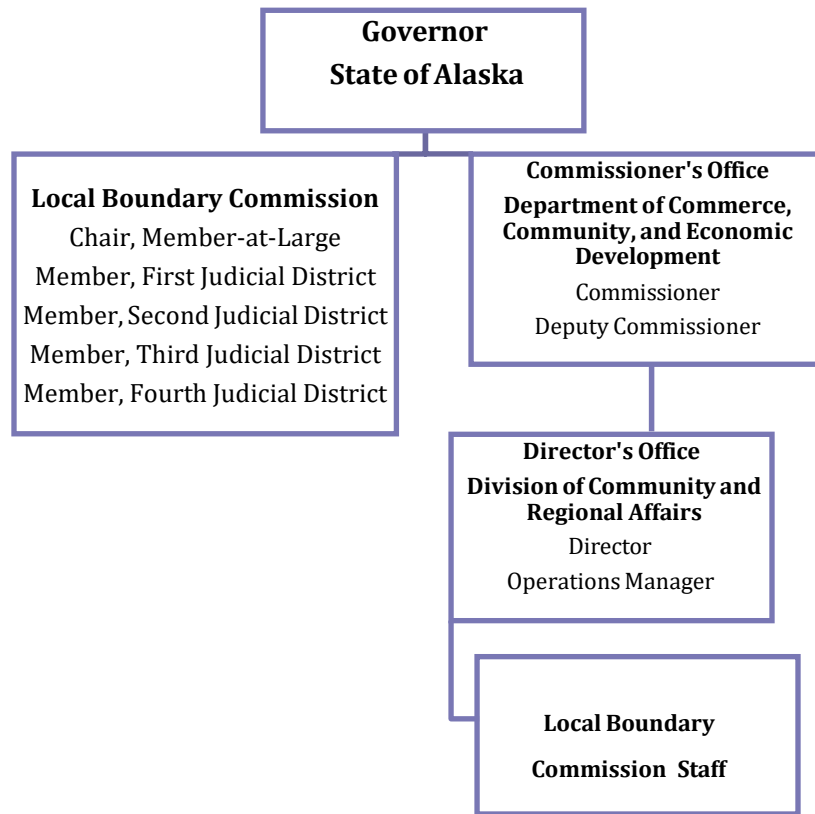 Governor
State of Alaska
Local Boundary Commission
Chair, Member-at-Large
Member, First Judicial District
Member, Second Judicial District
Member, Third Judicial District
Member, Fourth Judicial District
Commissioner's Office
Department of Commerce,
Community, and Economic
Development
Commissioner
Deputy Commissioner
Director's Office
Division of Community and
Regional Affairs
Director
Operations Manager
Local Boundary
Commission Staff